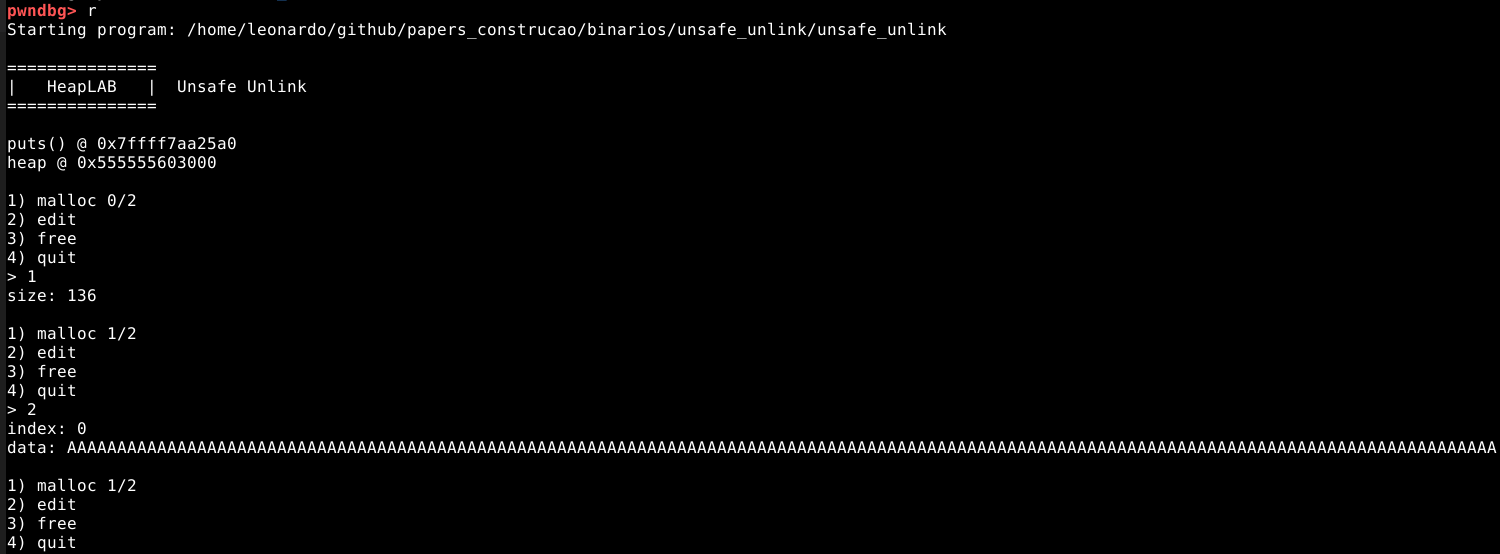 pwndbg> r
Starting program: /home/leonardo/github/papers_construcao/binarios/unsafe_unlink/unsafe_unlink
===============
|   HeapLAB   |  Unsafe Unlink
===============
puts() @ 0x7ffff7aa25a0
heap @ 0x555555603000
1) malloc 0/2
2) edit
3) free
4) quit
> 1
size: 136
1) malloc 1/2
2) edit
3) free
4) quit
> 2
index: 0
data: AAAAAAAAAAAAAAAAAAAAAAAAAAAAAAAAAAAAAAAAAAAAAAAAAAAAAAAAAAAAAAAAAAAAAAAAAAAAAAAAAAAAAAAAAAAAAAAAAAAAAAAAAAAAAAAAAAAAAAAAAAAAAAAAAAAAAAAAAAAAAAA
1) malloc 1/2
2) edit
3) free
4) quit